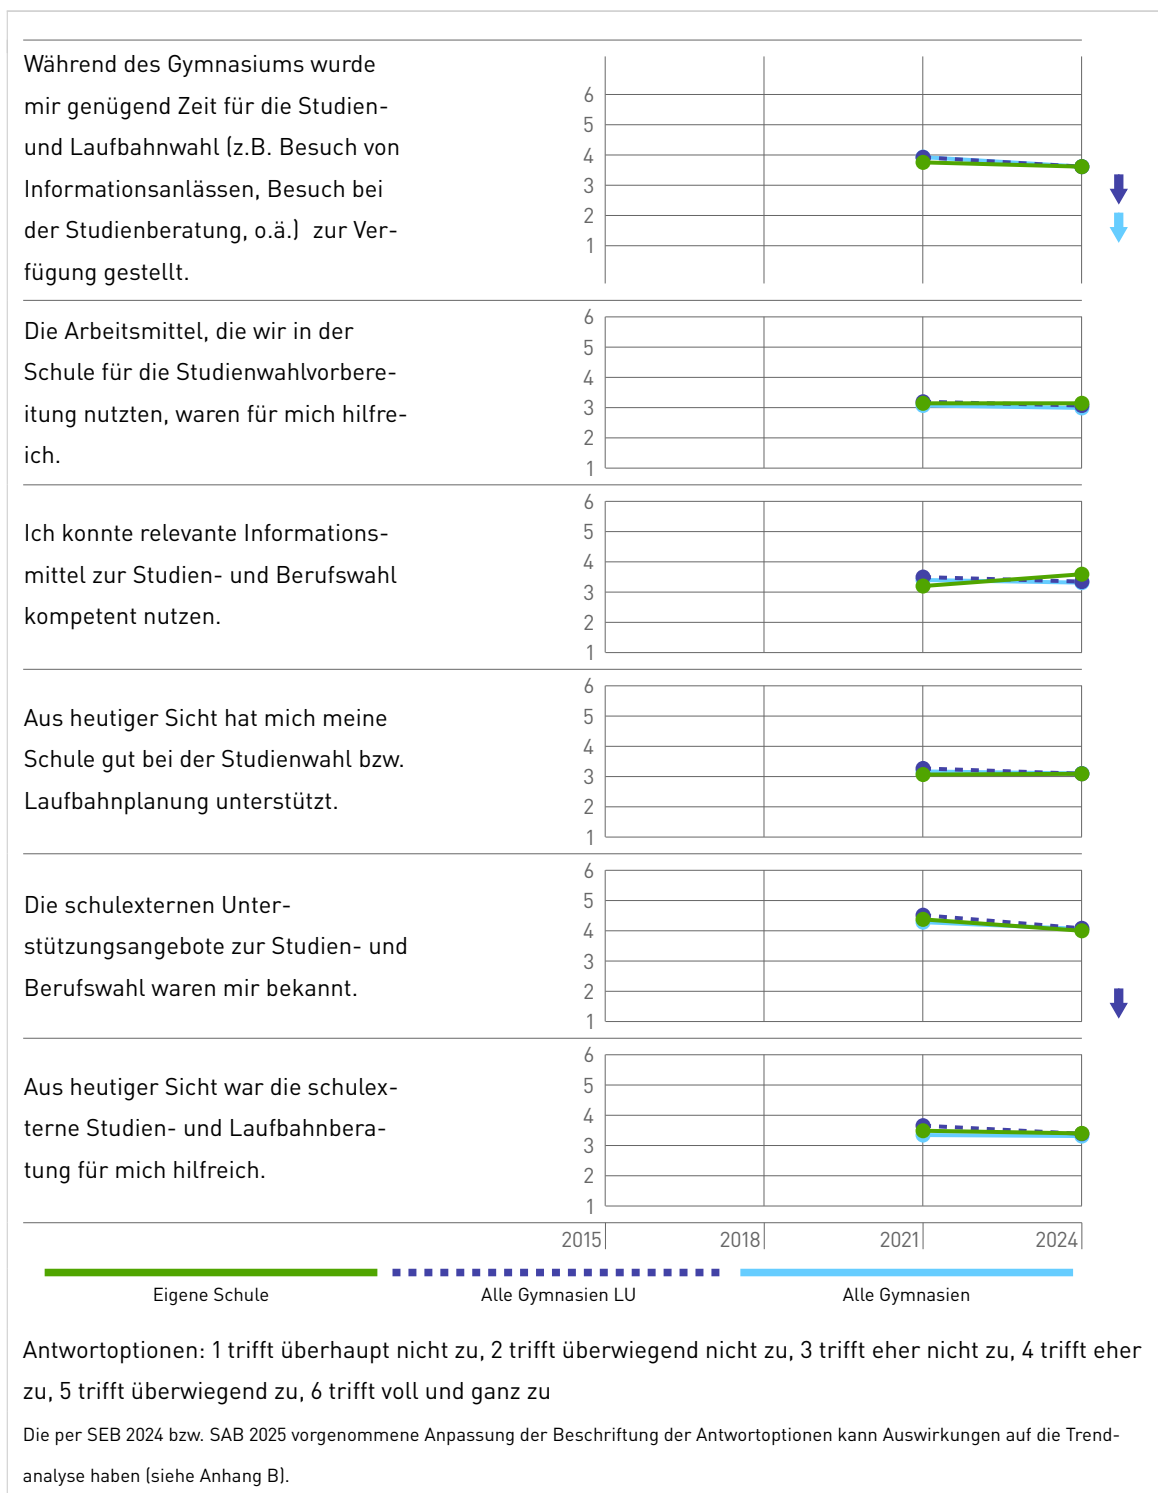 Während des Gymnasiums wurde
mir genügend Zeit für die Studien-
und Laufbahnwahl (z.B. Besuch von
Informationsanlässen, Besuch bei
der Studienberatung, o.ä.) zur Ver-
fügung gestellt.
6
5
4
3
2
1
Die Arbeitsmittel, die wir in der
Schule für die Studienwahlvorbere-
itung nutzten, waren für mich hilfre-
ich.
6
5
4
3
2
1
Ich konnte relevante Informations-
mittel zur Studien- und Berufswahl
kompetent nutzen.
6
5
4
3
2
1
Aus heutiger Sicht hat mich meine
Schule gut bei der Studienwahl bzw.
Laufbahnplanung unterstützt.
6
5
4
3
2
1
Die schulexternen Unter-
stützungsangebote zur Studien- und
Berufswahl waren mir bekannt.
6
5
4
3
2
1
Aus heutiger Sicht war die schulex-
terne Studien- und Laufbahnbera-
tung für mich hilfreich.
6
5
4
3
2
1
2015 2018 2021 2024
Eigene Schule Alle Gymnasien LU Alle Gymnasien
Antwortoptionen: 1 trifft überhaupt nicht zu, 2 trifft überwiegend nicht zu, 3 trifft eher nicht zu, 4 trifft eher
zu, 5 trifft überwiegend zu, 6 trifft voll und ganz zu
Die per SEB 2024 bzw. SAB 2025 vorgenommene Anpassung der Beschriftung der Antwortoptionen kann Auswirkungen auf die Trend-
analyse haben (siehe Anhang B).